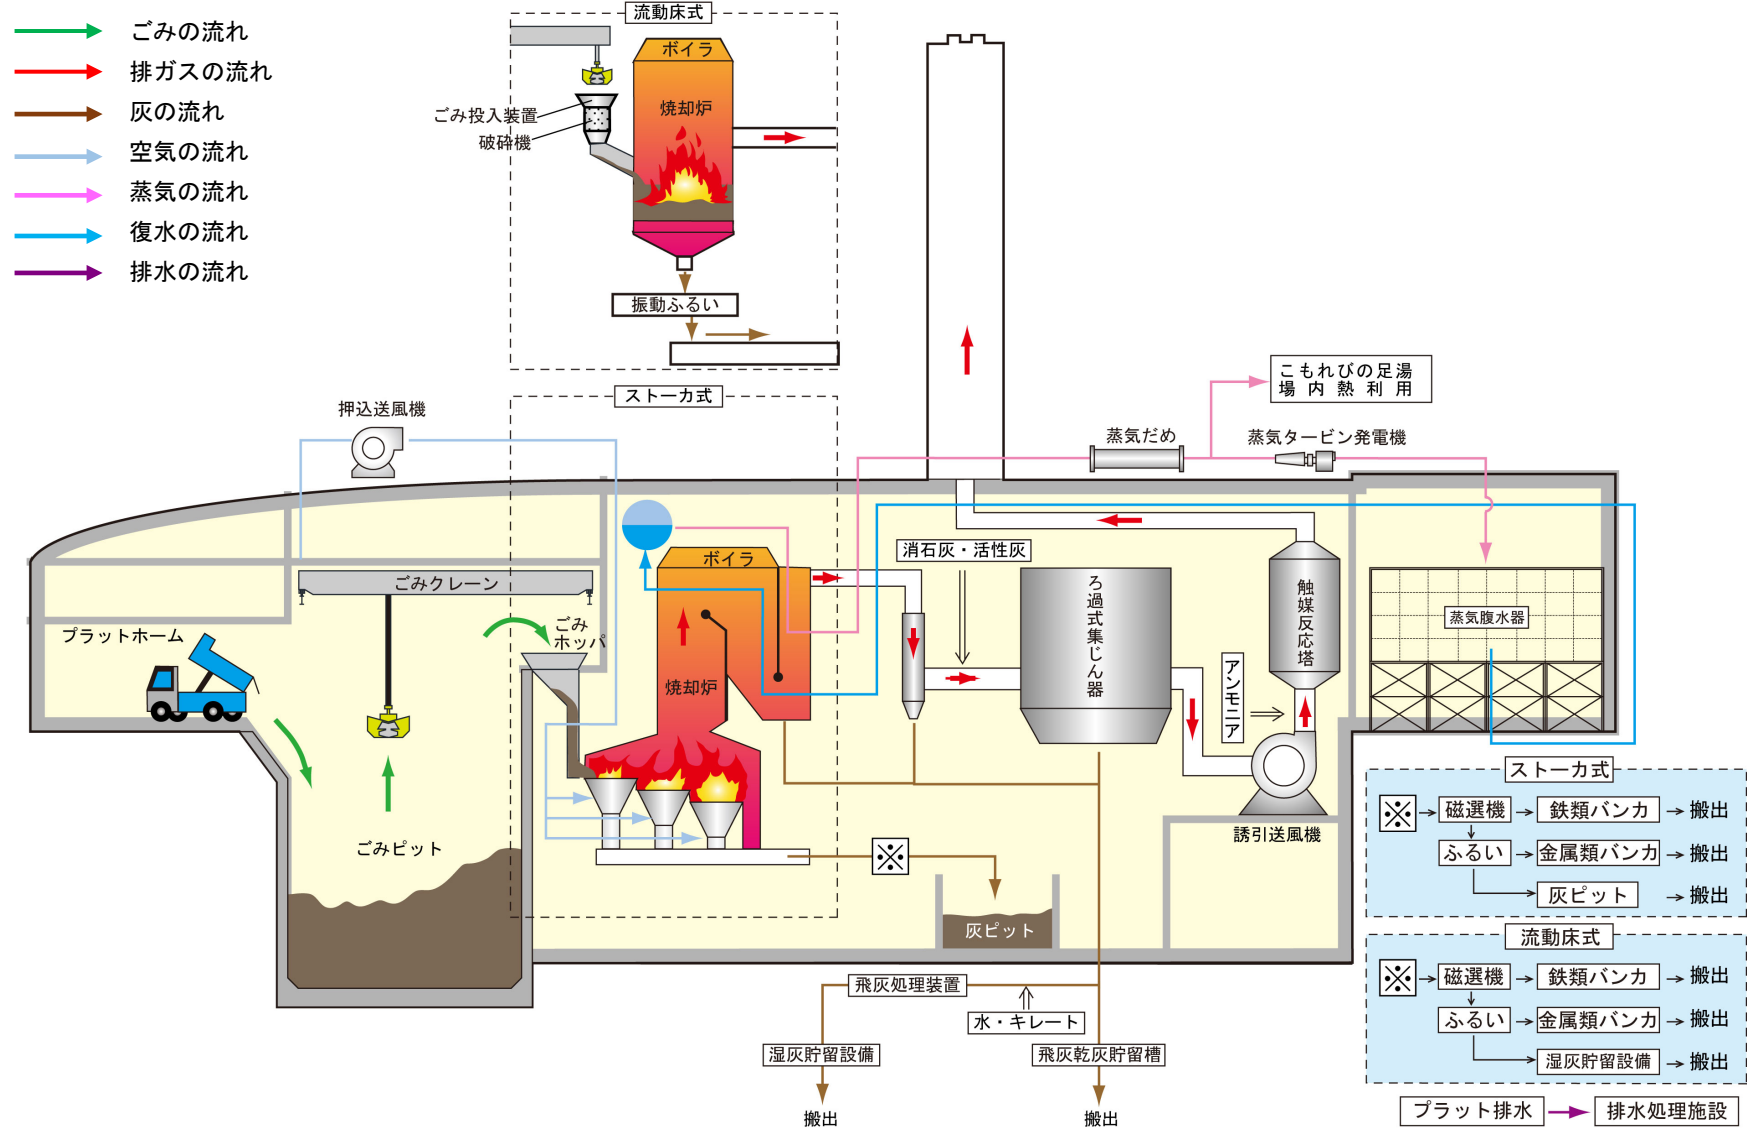 ごみの流れ
排ガスの流れ
灰の流れ
空気の流れ
蒸気の流れ
復水の流れ
排水の流れ
流動床式
ボイラ
焼却炉
ごみ投入装置
破砕機
振動ふるい
ストーカ式
押込送風機
こもれびの足湯
場内熱利用
蒸気だめ
蒸気タービン発電機
消石灰・活性灰
ボイラ
ごみクレーン
ごみ
ホッパ
プラットホーム
焼却炉
ろ過式集じん器
触媒反応塔
アンモニア
蒸気腹水器
誘引送風機
ごみピット
※
灰ピット
飛灰処理装置
水・キレート
湿灰貯留設備
飛灰乾灰貯留槽
搬出
搬出
ストーカ式
※
磁選機
鉄類バンカ
搬出
ふるい
金属類バンカ
搬出
灰ピット
搬出
流動床式
※
磁選機
鉄類バンカ
搬出
ふるい
金属類バンカ
搬出
湿灰貯留設備
搬出
プラット排水
排水処理施設